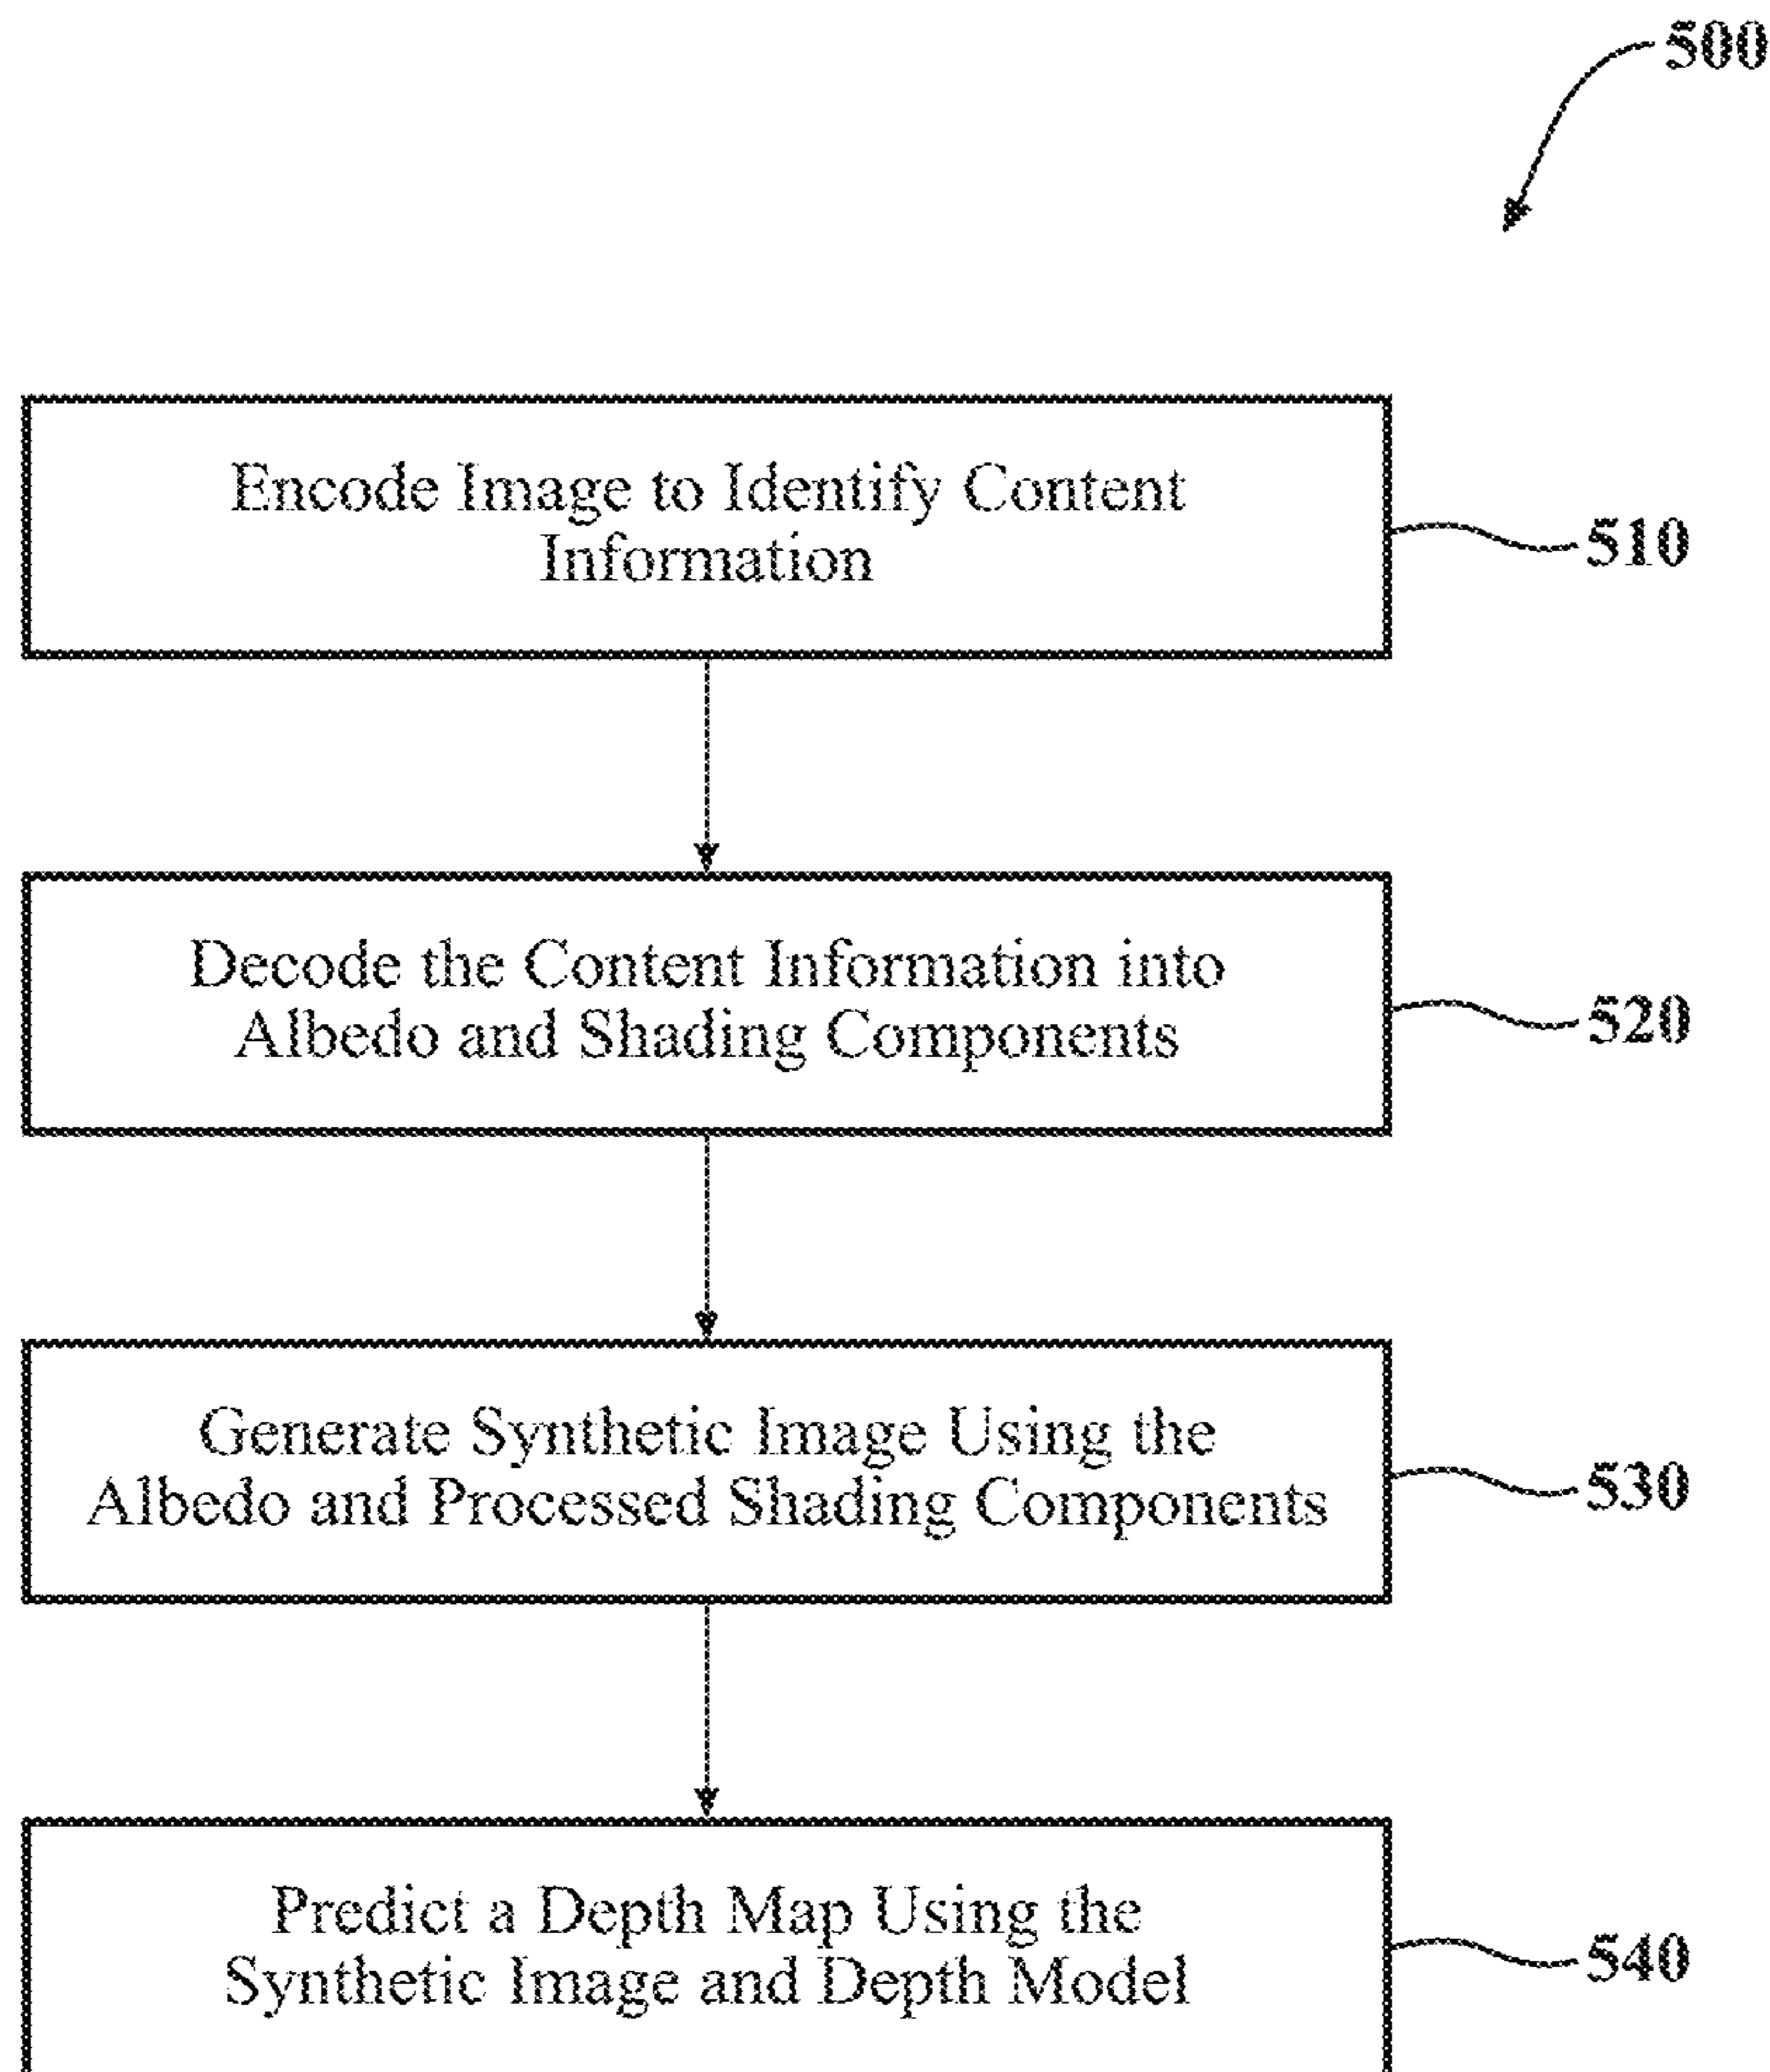 500
Encode Image to Identify Content
Information
510
Decode the Content Information into
Albedo and Shading Components
520
Generate Synthetic Image Using the
Albedo and Processed Shading Components
530
Predict a Depth Map Using the
Synthetic Image and Depth Model
540